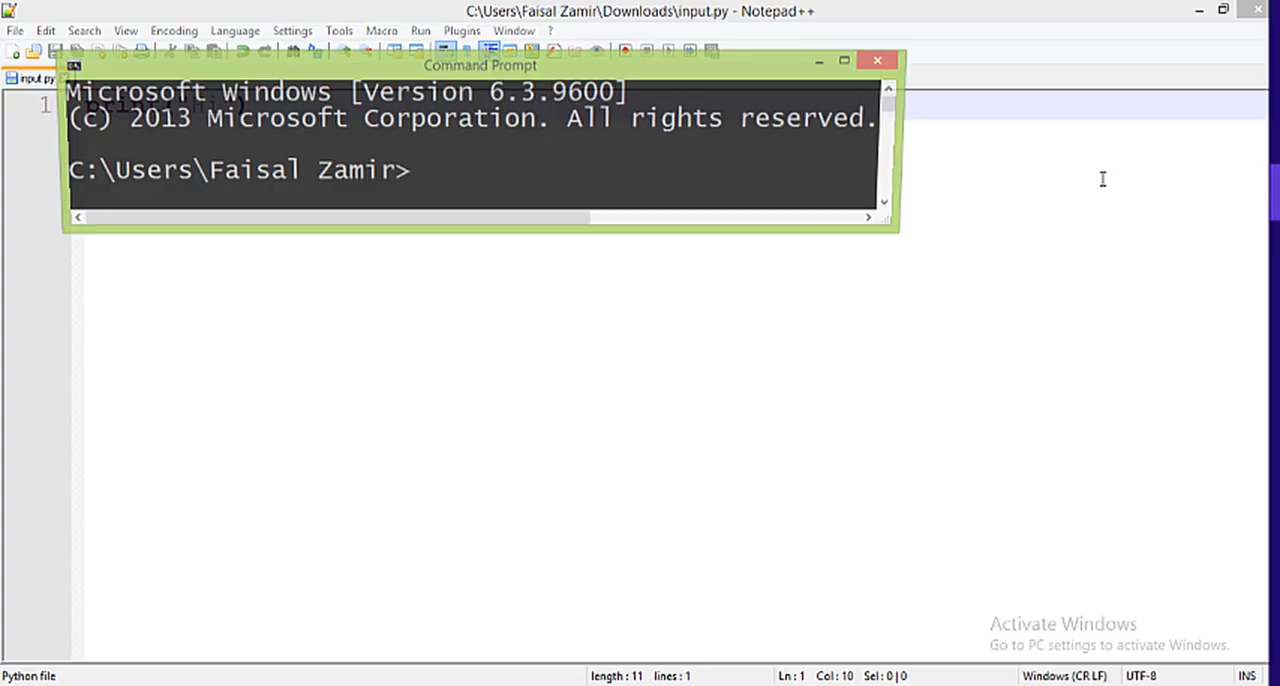 C:\Users\Faisal Zamir\Downloads\input.py - Notepad++
File Edit Search View Encoding Language Settings Tools Macro Run Plugins Window ?
Command Prompt
input.py
1
Microsoft Windows [Version 6.3.9600]
(c) 2013 Microsoft Corporation. All rights reserved.
C:\Users\Faisal Zamir>
Activate Windows
Go to PC settings to activate Windows.
Python file length : 11 lines : 1 Ln : 1 Col : 10 Sel : 0 | 0 Windows (CR LF) UTF-8 INS